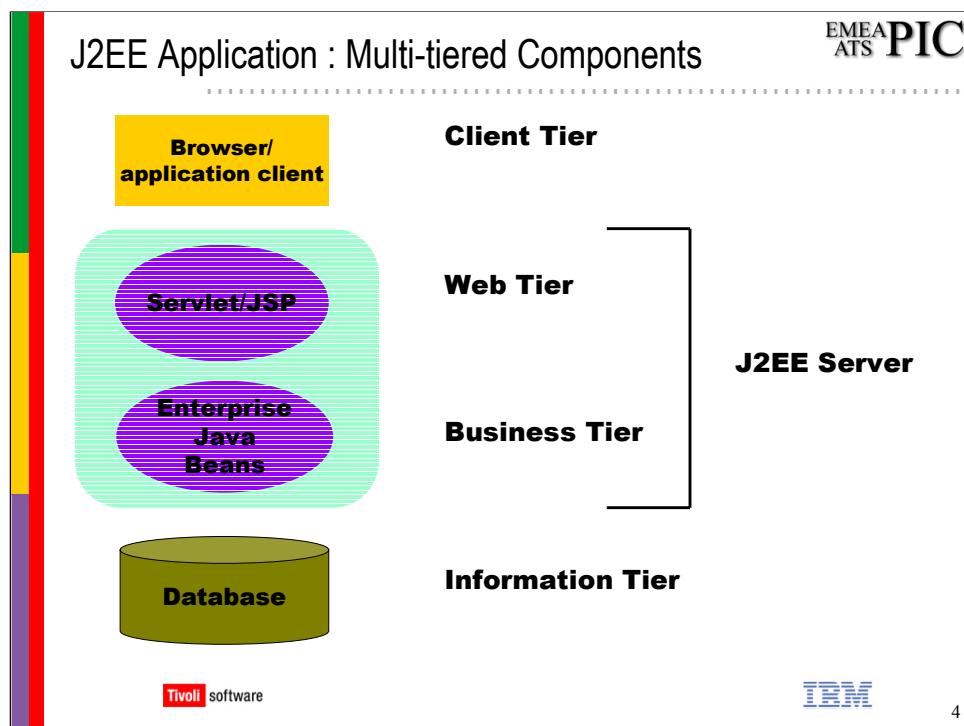 J2EE Application : Multi-tiered Components
EMEA
ATS PIC
Browser/
application client
Client Tier
Servlet/JSP
Web Tier
J2EE Server
Enterprise
Java
Beans
Business Tier
Database
Information Tier
Tivoli software
IBM
4